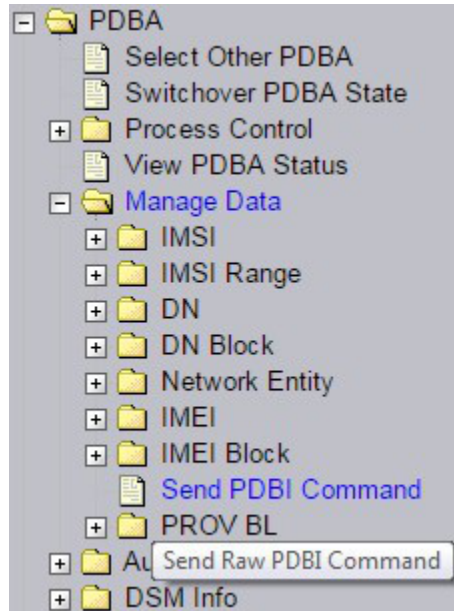 PDBA
Select Other PDBA
Switchover PDBA State
Process Control
View PDBA Status
Manage Data
IMSI
IMSI Range
DN
DN Block
Network Entity
IMEI
IMEI Block
Send PDBI Command
PROV BL
Send Raw PDBI Command
DSM Info